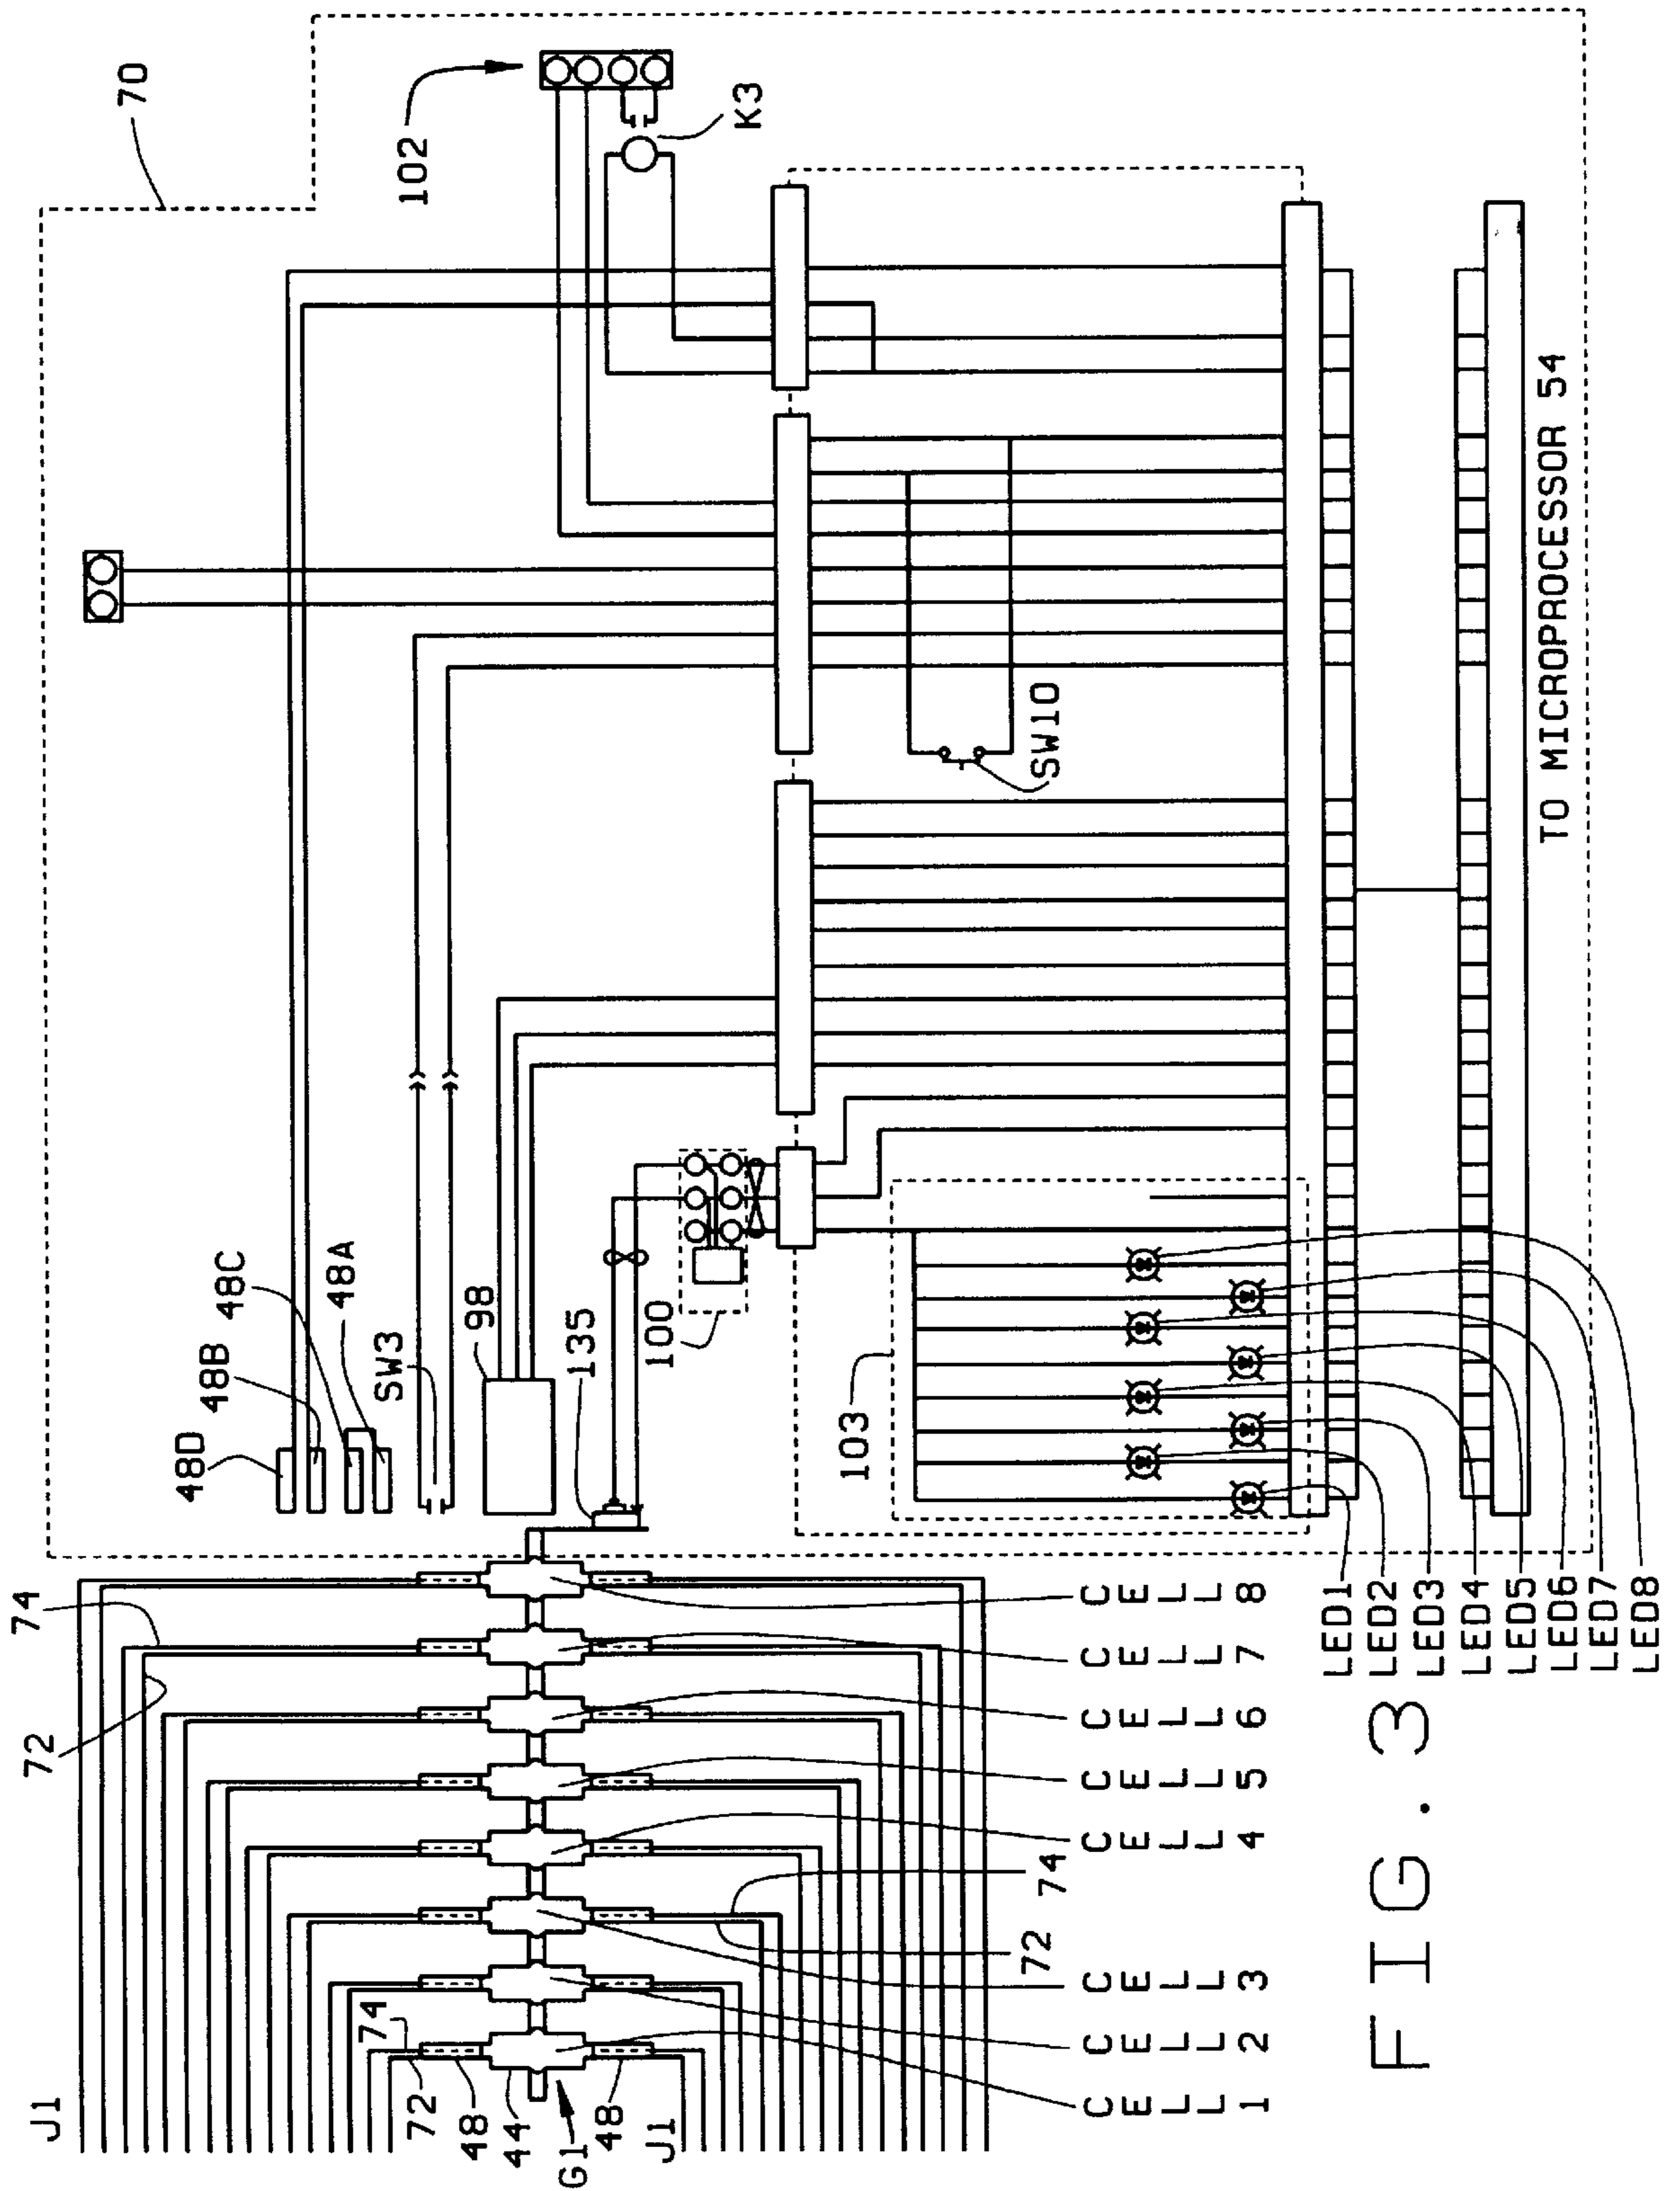 J1
72
74
70
102
K3
48D
48B
48C
48A
SW3
98
135
100
103
SW10
74
72
48
44
G1
48
J1
72
74
CELL 1
CELL 2
CELL 3
CELL 4
CELL 5
CELL 6
CELL 7
CELL 8
LED1
LED2
LED3
LED4
LED5
LED6
LED7
LED8
TO MICROPROCESSOR 54
FIG. 3